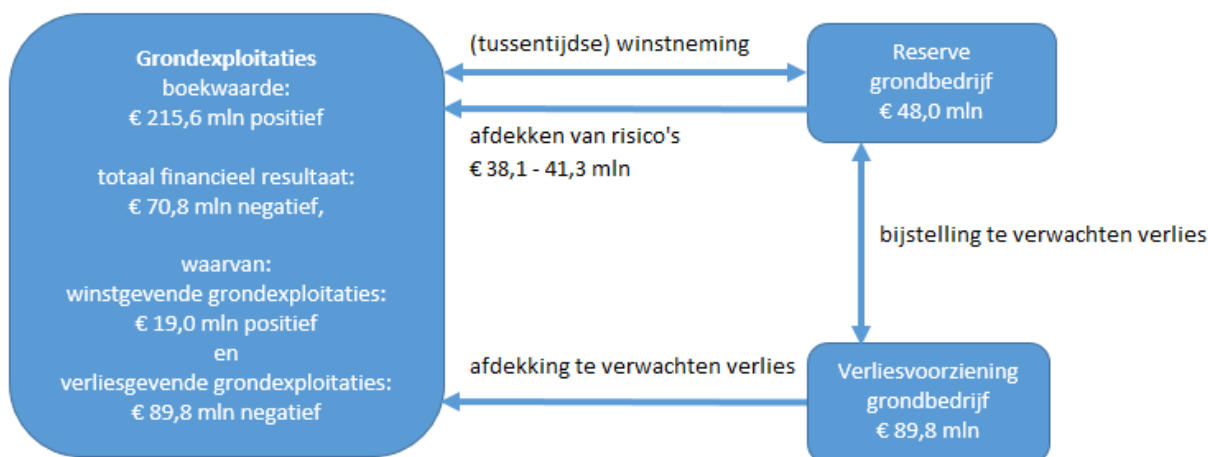 Grondexploitaties
boekwaarde:
€ 215,6 mln positief
totaal financieel resultaat:
€ 70,8 mln negatief,
waarvan:
winstgevende grondexploitaties:
€ 19,0 mln positief
en
verliesgevende grondexploitaties:
€ 89,8 mln negatief
(tussentijdse) winstneming
afdekken van risico's
€ 38,1 - 41,3 mln
afdekking te verwachten verlies
Reserve
grondbedrijf
€ 48,0 mln
bijstelling te verwachten verlies
Verliesvoorziening
grondbedrijf
€ 89,8 mln